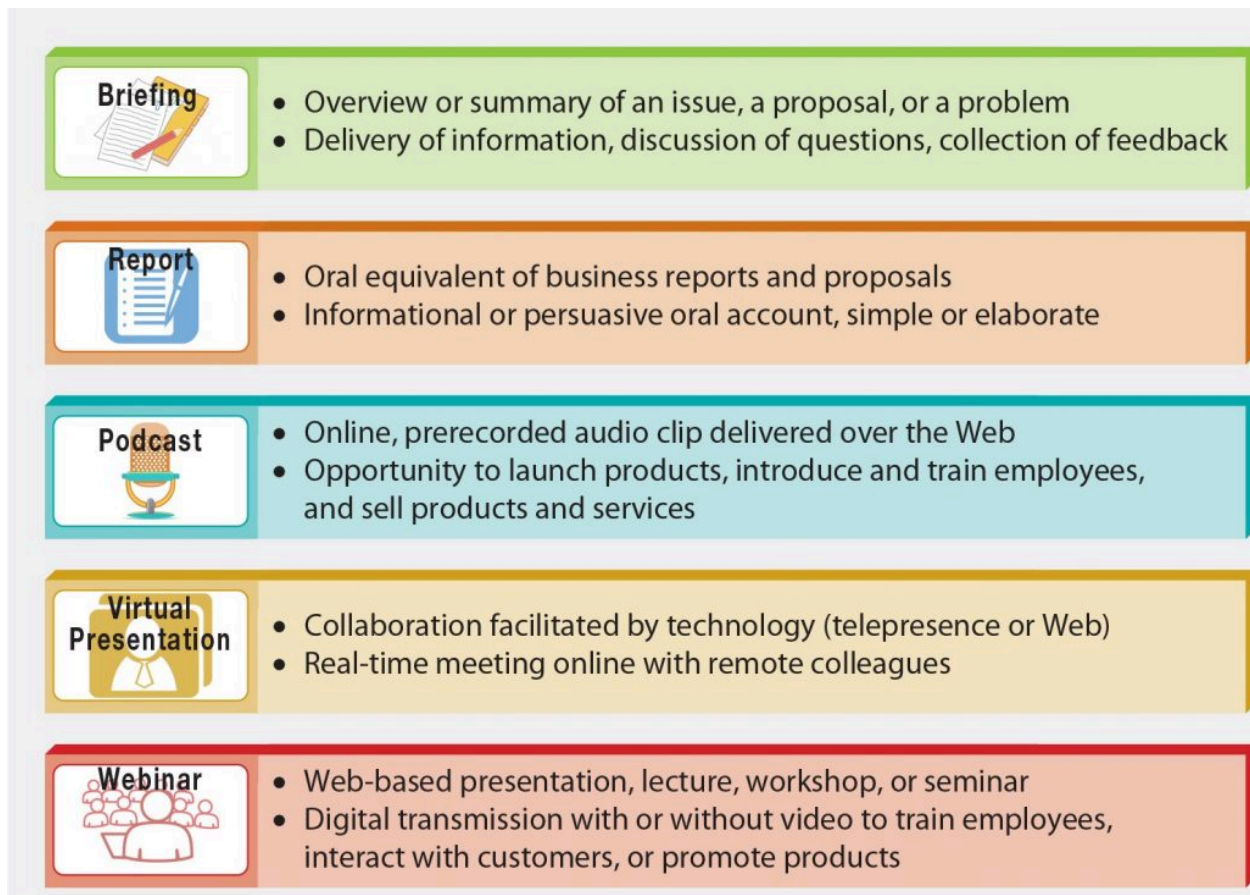 Briefing
• Overview or summary of an issue, a proposal, or a problem
• Delivery of information, discussion of questions, collection of feedback
Report
• Oral equivalent of business reports and proposals
• Informational or persuasive oral account, simple or elaborate
Podcast
• Online, prerecorded audio clip delivered over the Web
• Opportunity to launch products, introduce and train employees,
and sell products and services
Virtual
Presentation
• Collaboration facilitated by technology (telepresence or Web)
• Real-time meeting online with remote colleagues
Webinar
• Web-based presentation, lecture, workshop, or seminar
• Digital transmission with or without video to train employees,
interact with customers, or promote products